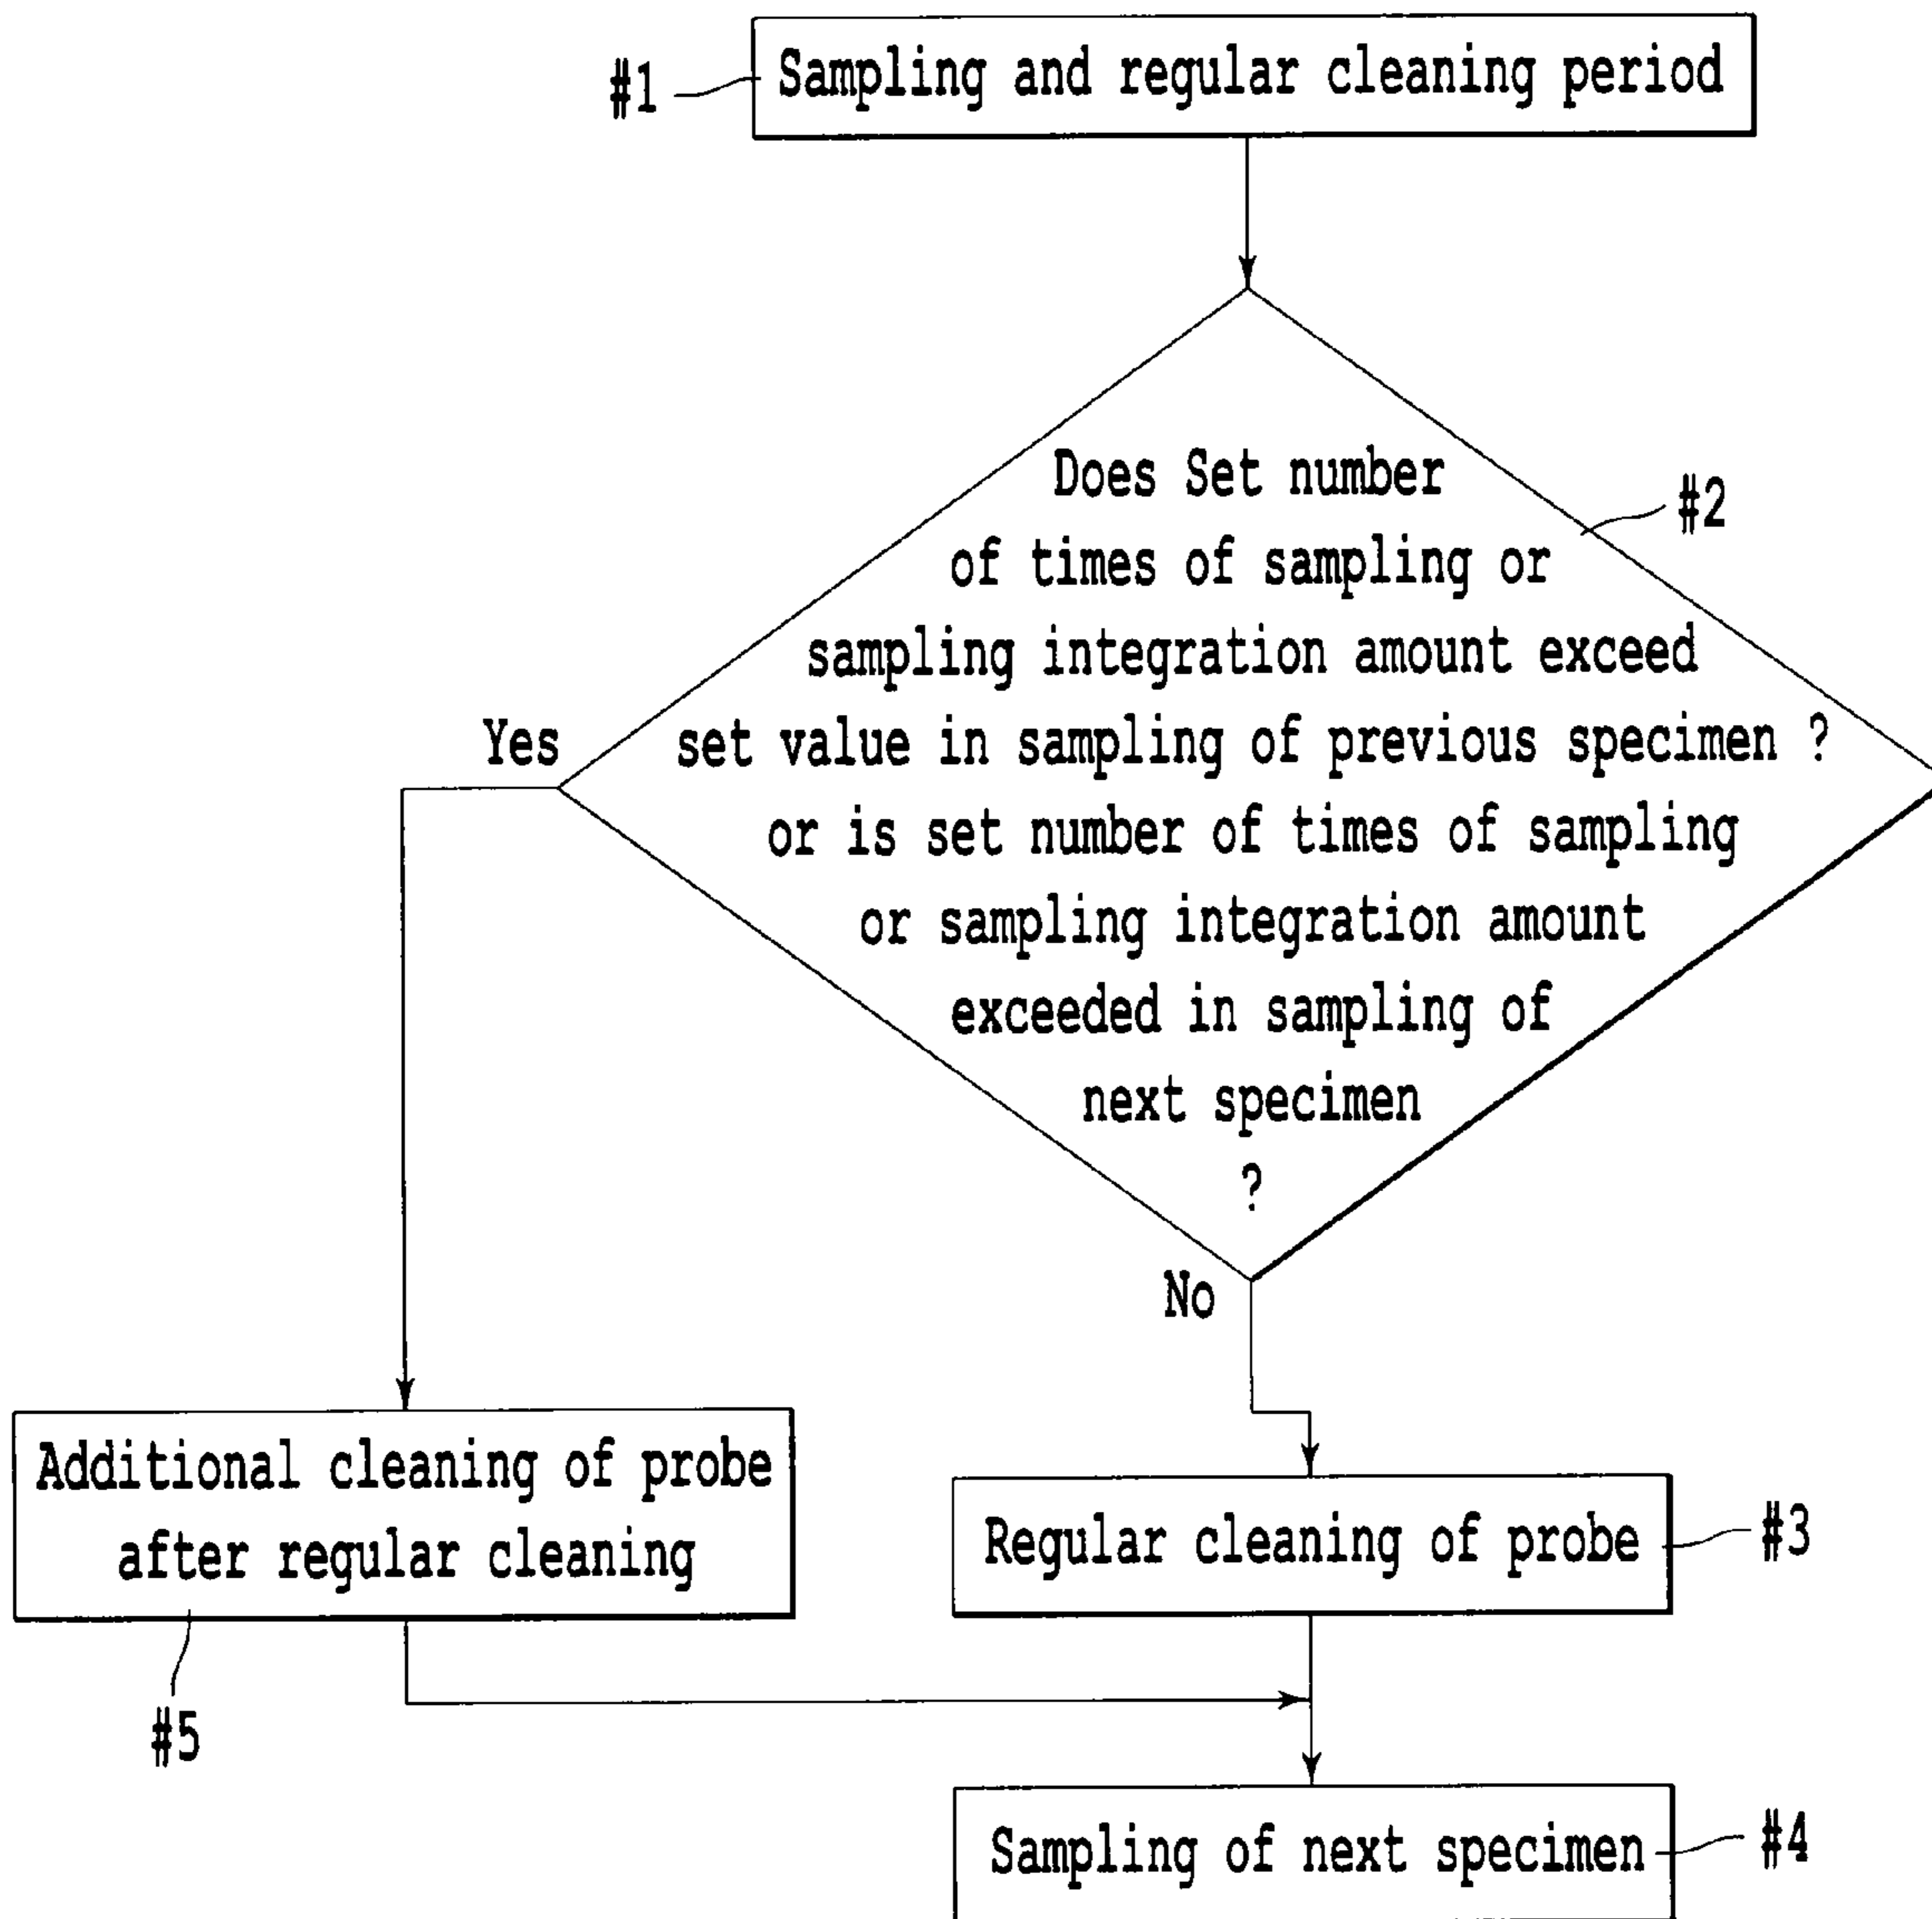 #1
Sampling and regular cleaning period
Does Set number
of times of sampling or
#2
sampling integration amount exceed
Yes
set value in sampling of previous specimen ?
or is set number of times of sampling
or sampling integration amount
exceeded in sampling of
next specimen
?
No
Additional cleaning of probe
after regular cleaning
#5
Regular cleaning of probe
#3
Sampling of next specimen
#4